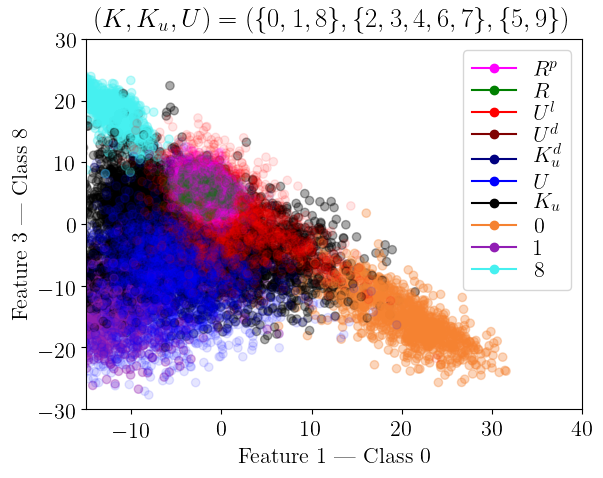 (K, K_u, U) = ({0, 1, 8}, {2, 3, 4, 6, 7}, {5, 9})
30
20
10
0
−10
−20
−30
−10
0
10
20
30
40
Feature 3 — Class 8
Feature 1 — Class 0
R^p
R
U^l
U^d
K_u^d
U
K_u
0
1
8